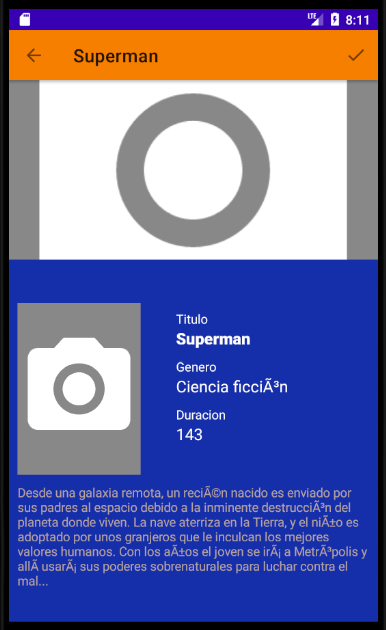 LTE 8:11
Superman
Titulo
Superman
Genero
Ciencia ficciÃ³n
Duracion
143
Desde una galaxia remota, un reciÃ©n nacido es enviado por
sus padres al espacio debido a la inminente destrucciÃ³n del
planeta donde viven. La nave aterriza en la Tierra, y el niÃ±o es
adoptado por unos granjeros que le inculcan los mejores
valores humanos. Con los aÃ±os el joven se irÃ¡ a MetrÃ³polis y
allÃ­ usarÃ¡ sus poderes sobrenaturales para luchar contra el
mal...